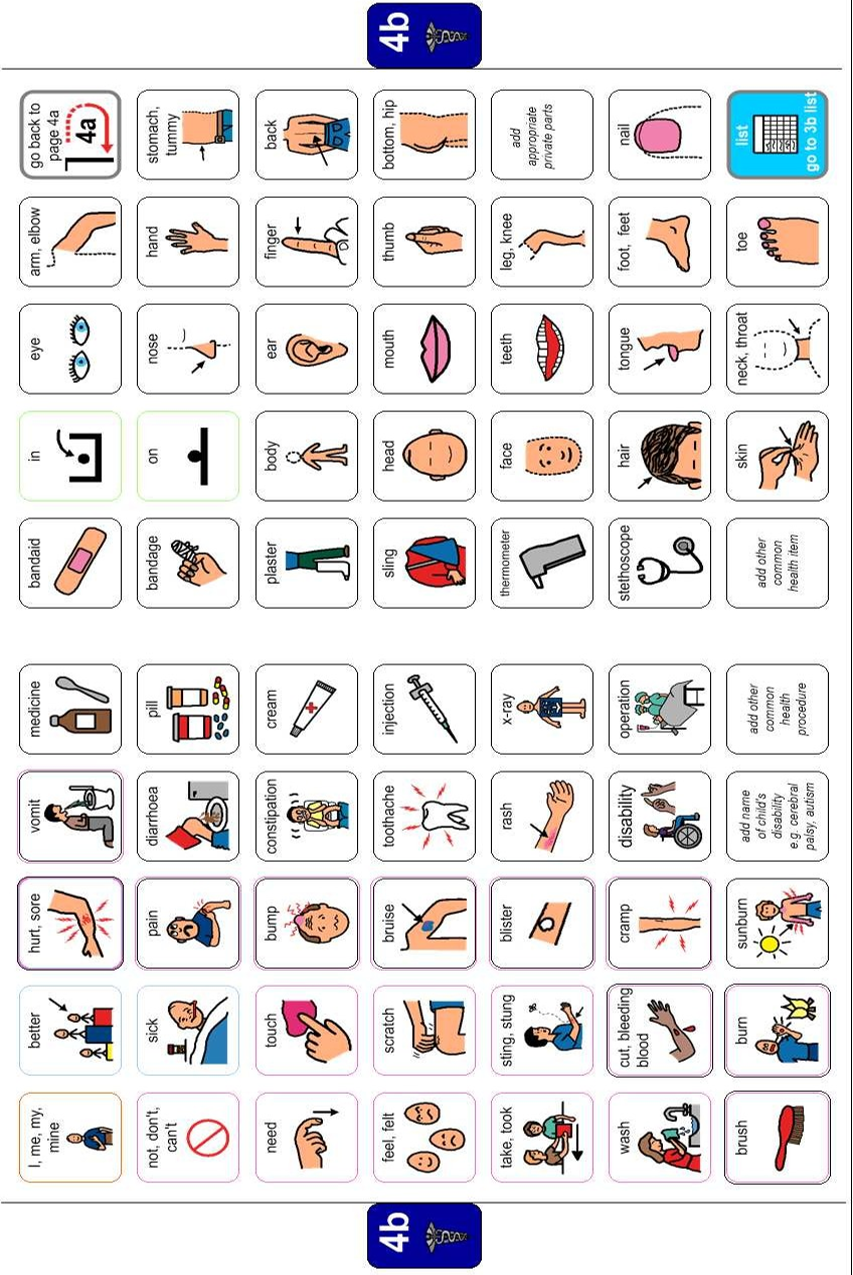 I, me, my,
mine
better
hurt, sore
vomit
medicine
bandaid
in
eye
arm, elbow
go back to
page 4a
4a
not, don't,
can't
sick
pain
diarrhoea
pill
bandage
on
nose
hand
stomach,
tummy
need
touch
bump
constipation
cream
plaster
body
ear
finger
back
4b
feel, felt
scratch
bruise
toothache
injection
sling
head
mouth
thumb
bottom, hip
4b
take, took
sting, stung
blister
rash
x-ray
thermometer
face
teeth
leg, knee
add
appropriate
private parts
wash
cut, bleeding
blood
cramp
disability
operation
stethoscope
hair
tongue
foot, feet
nail
brush
burn
sunburn
add name
of child's
disability
e.g. cerebral
palsy, autism
add other
common
health
procedure
add other
common
health item
skin
neck, throat
toe
list
go to 3b list